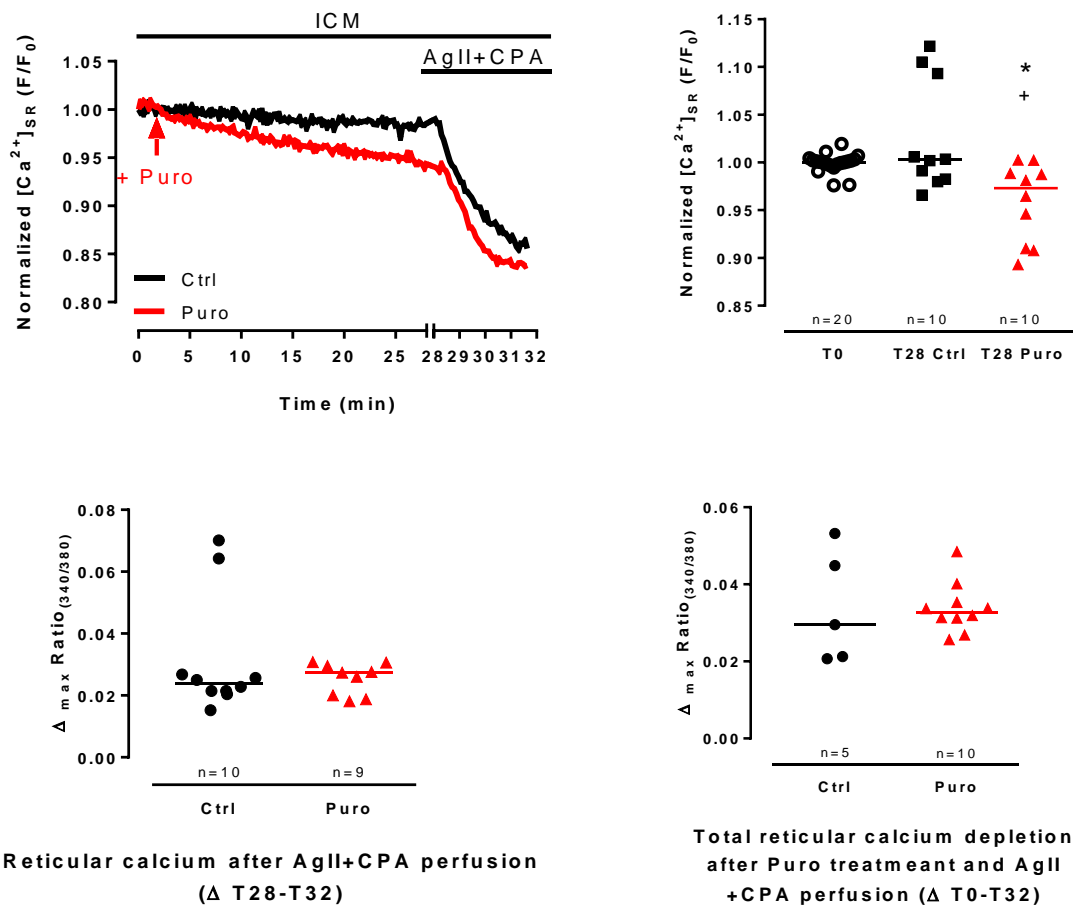 ICM
AgII+CPA
Normalized [Ca2+]SR (F/F0)
1.05
1.00
0.95
0.90
0.85
0.80
+ Puro
Ctrl
Puro
0 5 10 15 20 25 28 29 30 31 32
Time (min)
Normalized [Ca2+]SR (F/F0)
1.15
1.10
1.05
1.00
0.95
0.90
0.85
*
+
n=20 n=10 n=10
T0 T28 Ctrl T28 Puro
Δ max Ratio(340/380)
0.08
0.06
0.04
0.02
0.00
n=10 n=9
Ctrl Puro
Reticular calcium after AgII+CPA perfusion
(Δ T28-T32)
Δ max Ratio(340/380)
0.06
0.04
0.02
0.00
n=5 n=10
Ctrl Puro
Total reticular calcium depletion
after Puro treatmeant and AgII
+CPA perfusion (Δ T0-T32)